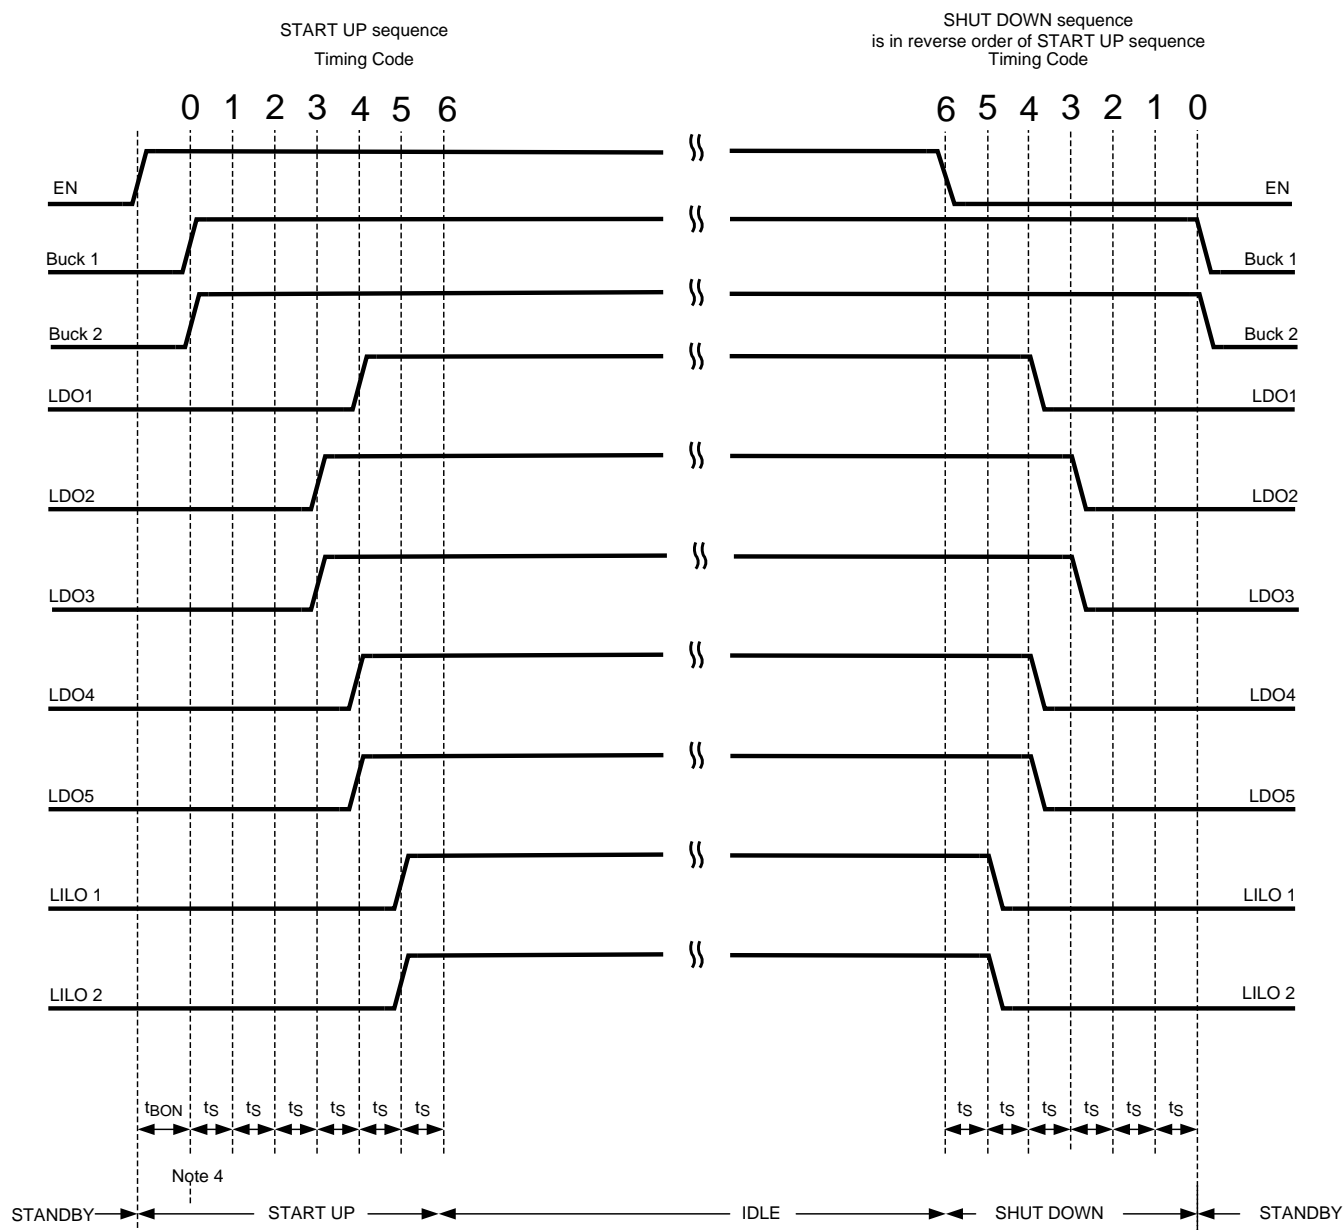 START UP sequence
Timing Code
SHUT DOWN sequence
is in reverse order of START UP sequence
Timing Code
0 1 2 3 4 5 6
6 5 4 3 2 1 0
EN EN
Buck 1 Buck 1
Buck 2 Buck 2
LDO1 LDO1
LDO2 LDO2
LDO3 LDO3
LDO4 LDO4
LDO5 LDO5
LILO 1 LILO 1
LILO 2 LILO 2
tBON tS tS tS tS tS tS
tS tS tS tS tS tS
Note 4
STANDBY START UP IDLE SHUT DOWN STANDBY